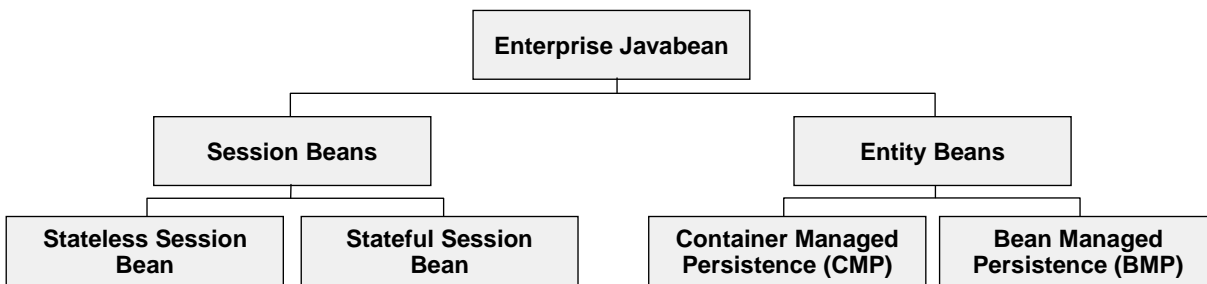 Enterprise Javabean
Session Beans
Entity Beans
Stateless Session
Bean
Stateful Session
Bean
Container Managed
Persistence (CMP)
Bean Managed
Persistence (BMP)